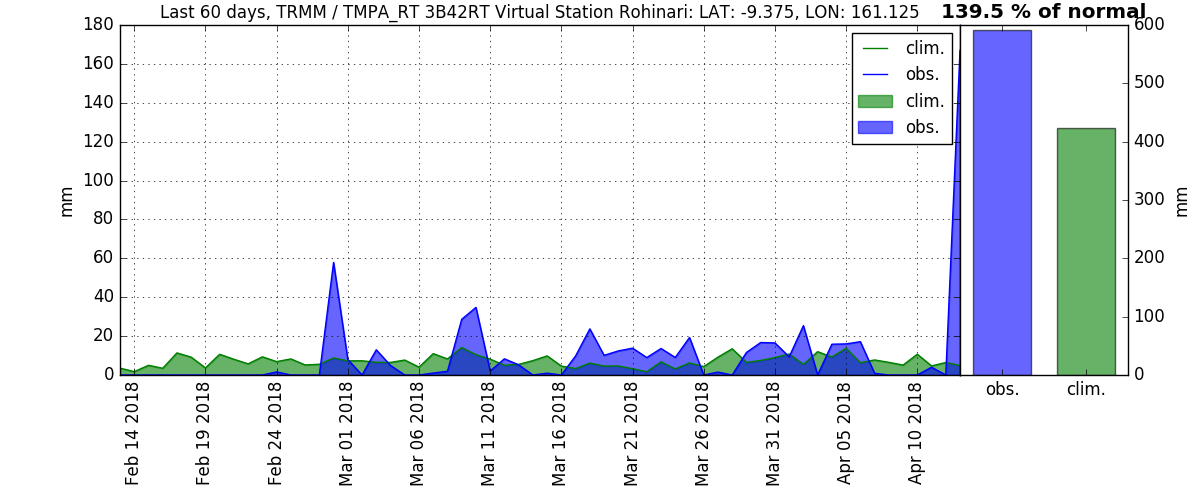 Last 60 days, TRMM / TMPA_RT 3B42RT Virtual Station Rohinari: LAT: -9.375, LON: 161.125
139.5 % of normal
180
160
140
120
100
80
60
40
20
0
mm
clim.
obs.
clim.
obs.
Feb 14 2018
Feb 19 2018
Feb 24 2018
Mar 01 2018
Mar 06 2018
Mar 11 2018
Mar 16 2018
Mar 21 2018
Mar 26 2018
Mar 31 2018
Apr 05 2018
Apr 10 2018
600
500
400
300
200
100
0
mm
obs.
clim.